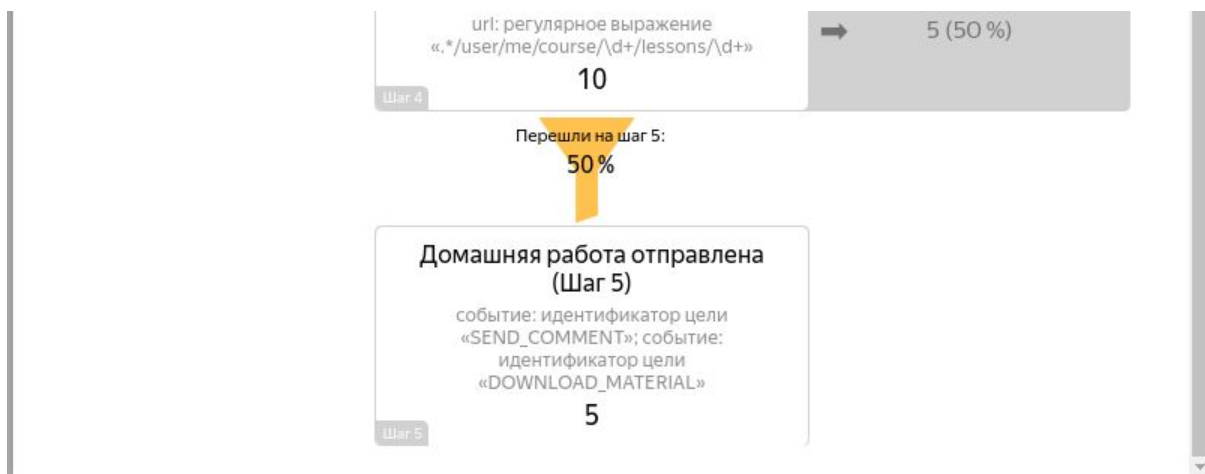 url: регулярное выражение
«.*/user/me/course/\d+/lessons/\d+»
10
Шаг 4
5 (50 %)
Перешли на шаг 5:
50 %
Домашняя работа отправлена
(Шаг 5)
событие: идентификатор цели
«SEND_COMMENT»; событие:
идентификатор цели
«DOWNLOAD_MATERIAL»
5
Шаг 5